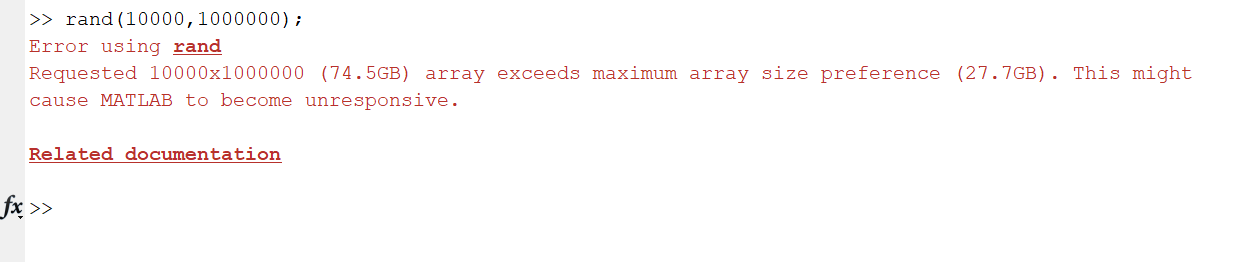 >> rand(10000,1000000);
Error using rand
Requested 10000x1000000 (74.5GB) array exceeds maximum array size preference (27.7GB). This might
cause MATLAB to become unresponsive.
Related documentation
fx >>